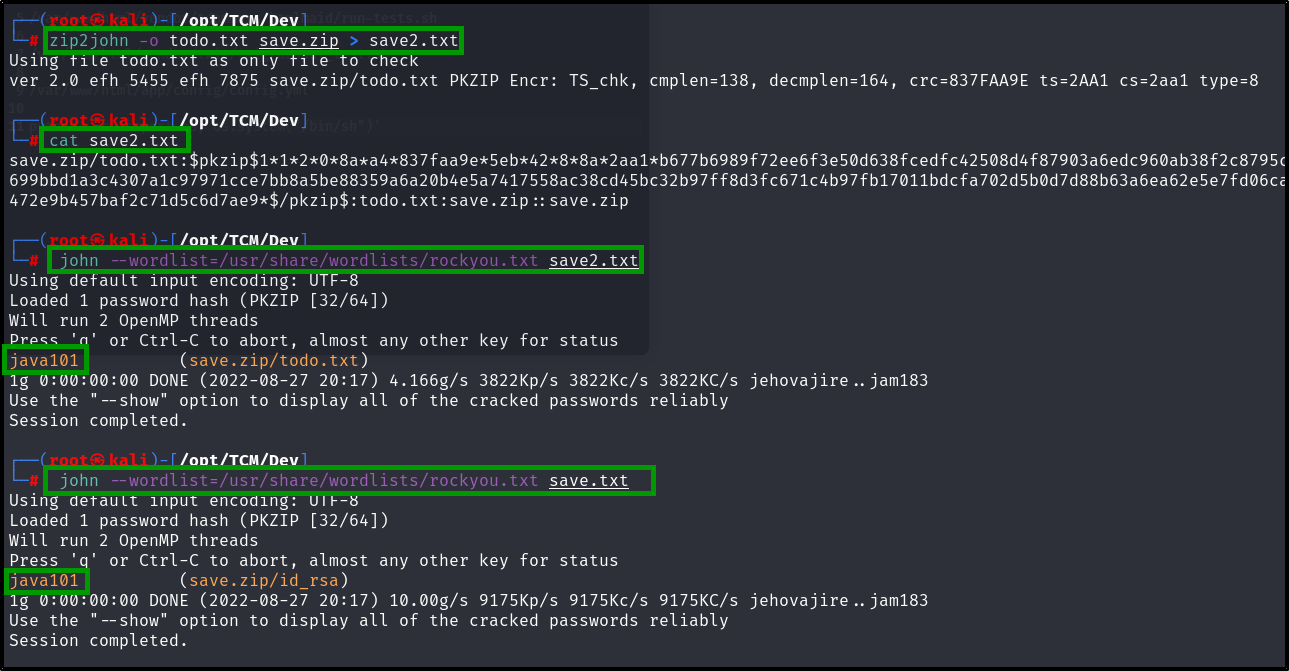 ┌──(root㉿kali)-[/opt/TCM/Dev]
└─# zip2john -o todo.txt save.zip > save2.txt
Using file todo.txt as only file to check
ver 2.0 efh 5455 efh 7875 save.zip/todo.txt PKZIP Encr: TS_chk, cmplen=138, decmplen=164, crc=837FAA9E ts=2AA1 cs=2aa1 type=8
┌──(root㉿kali)-[/opt/TCM/Dev]
└─# cat save2.txt
save.zip/todo.txt:$pkzip$1*1*2*0*8a*a4*837faa9e*5eb*42*8*8a*2aa1*b677b6989f72ee6f3e50d638fcedfc42508d4f87903a6edc960ab38f2c8795c
699bbd1a3c4307a1c97971cce7bb8a5be88359a6a20b4e5a7417558ac38cd45bc32b97ff8d3fc671c4b97fb17011bdcfa702d5b0d7d88b63a6ea62e5e7fd06ca
472e9b457baf2c71d5c6d7ae9*$/pkzip$:todo.txt:save.zip::save.zip
┌──(root㉿kali)-[/opt/TCM/Dev]
└─# john --wordlist=/usr/share/wordlists/rockyou.txt save2.txt
Using default input encoding: UTF-8
Loaded 1 password hash (PKZIP [32/64])
Will run 2 OpenMP threads
Press 'q' or Ctrl-C to abort, almost any other key for status
java101 (save.zip/todo.txt)
1g 0:00:00:00 DONE (2022-08-27 20:17) 4.166g/s 3822Kp/s 3822Kc/s 3822KC/s jehovajire..jam183
Use the "--show" option to display all of the cracked passwords reliably
Session completed.
┌──(root㉿kali)-[/opt/TCM/Dev]
└─# john --wordlist=/usr/share/wordlists/rockyou.txt save.txt
Using default input encoding: UTF-8
Loaded 1 password hash (PKZIP [32/64])
Will run 2 OpenMP threads
Press 'q' or Ctrl-C to abort, almost any other key for status
java101 (save.zip/id_rsa)
1g 0:00:00:00 DONE (2022-08-27 20:17) 10.00g/s 9175Kp/s 9175Kc/s 9175KC/s jehovajire..jam183
Use the "--show" option to display all of the cracked passwords reliably
Session completed.